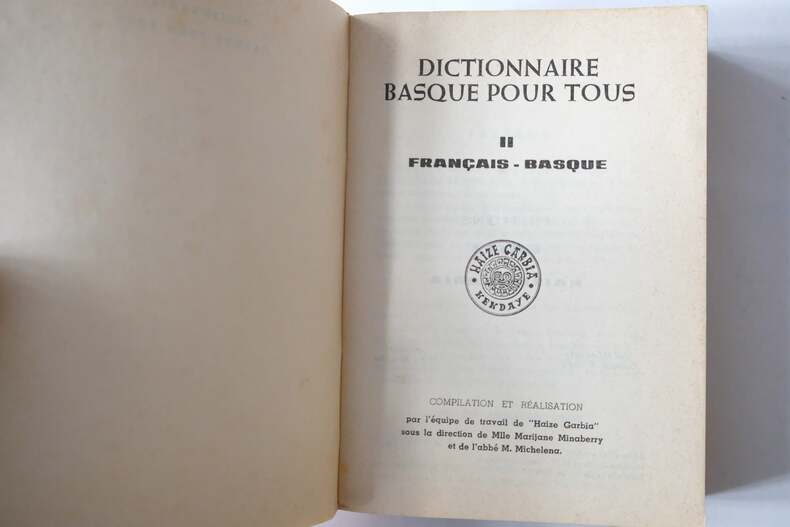 DICTIONNAIRE
BASQUE POUR TOUS
II
FRANÇAIS - BASQUE
HAIZE GARBIA
HENDAYE
COMPILATION ET RÉALISATION
par l'équipe de travail de "Haize Garbia"
sous la direction de Mlle Marijane Minaberry
et de l'abbé M. Michelena.